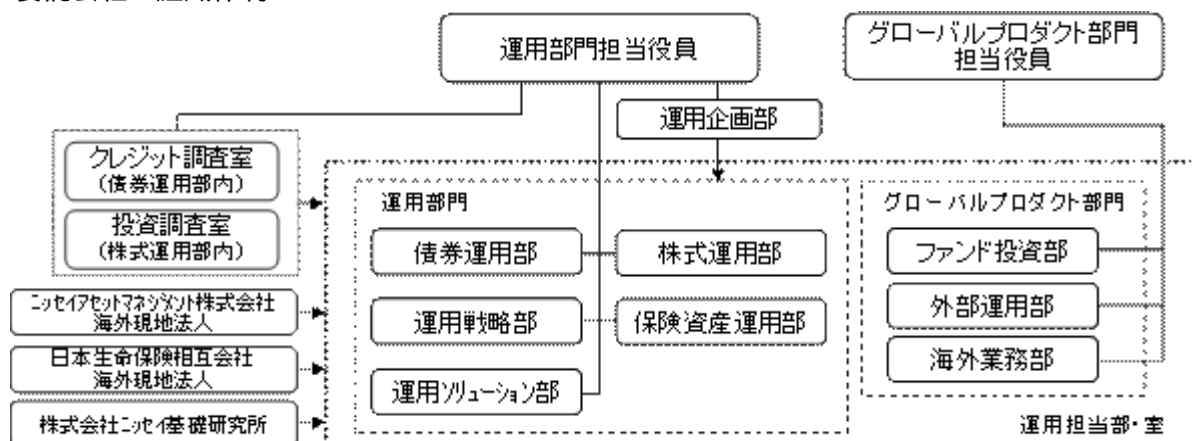 運用部門担当役員
グローバルプロダクト部門
担当役員
運用企画部
クレジット調査室
(債券運用部内)
投資調査室
(株式運用部内)
運用部門
債券運用部
株式運用部
運用戦略部
保険資産運用部
運用ソリューション部
グローバルプロダクト部門
ファンド投資部
外部運用部
海外業務部
ニッセイアセットマネジメント株式会社
海外現地法人
日本生命保険相互会社
海外現地法人
株式会社ニッセイ基礎研究所
運用担当部・室